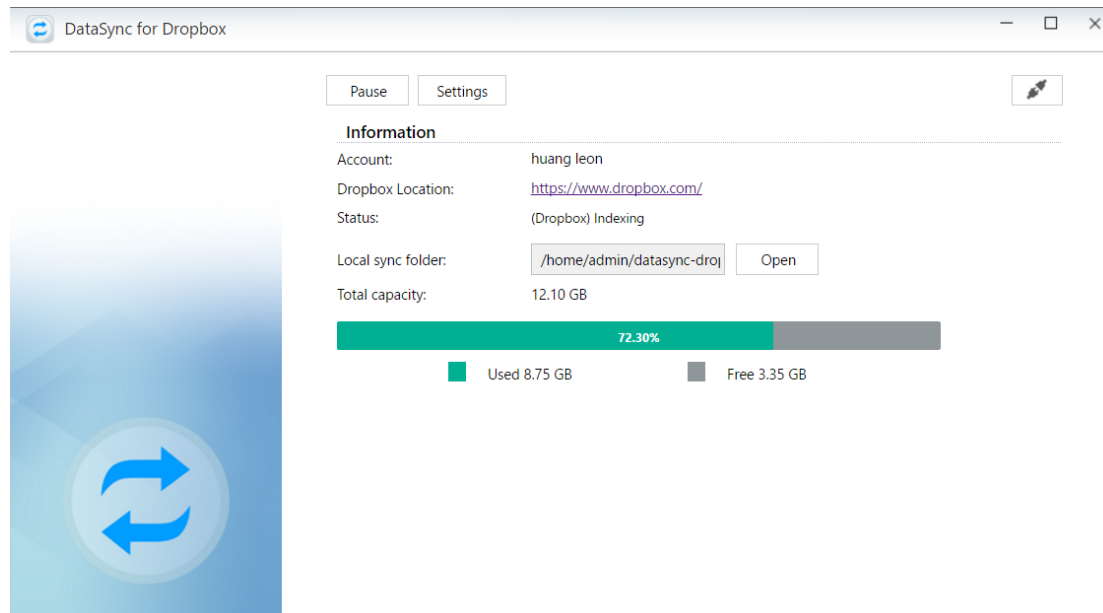 DataSync for Dropbox
Pause Settings
Information
Account: huang leon
Dropbox Location: https://www.dropbox.com/
Status: (Dropbox) Indexing
Local sync folder: /home/admin/datasync-dro Open
Total capacity: 12.10 GB
72.30%
Used 8.75 GB Free 3.35 GB